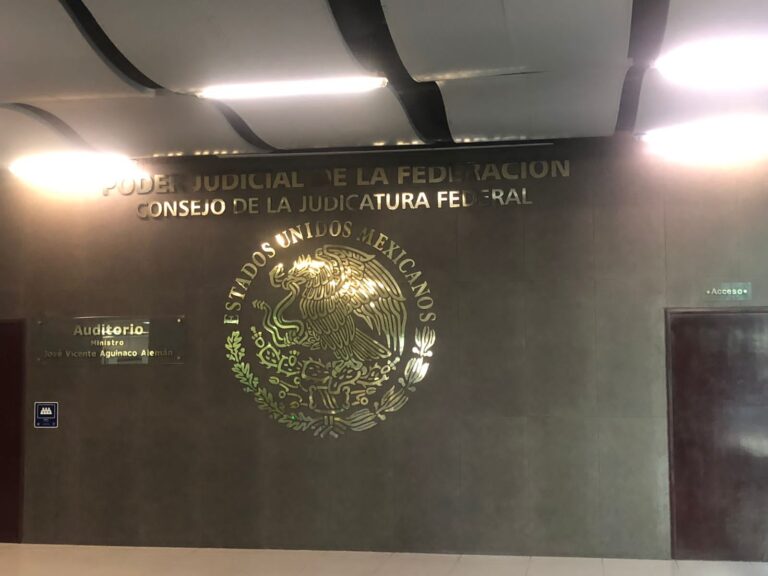 PODER JUDICIAL DE LA FEDERACIÓN
CONSEJO DE LA JUDICATURA FEDERAL
ESTADOS UNIDOS MEXICANOS
Auditorio
Ministro
José Vicente Aguinaco Alemán
•Acceso•